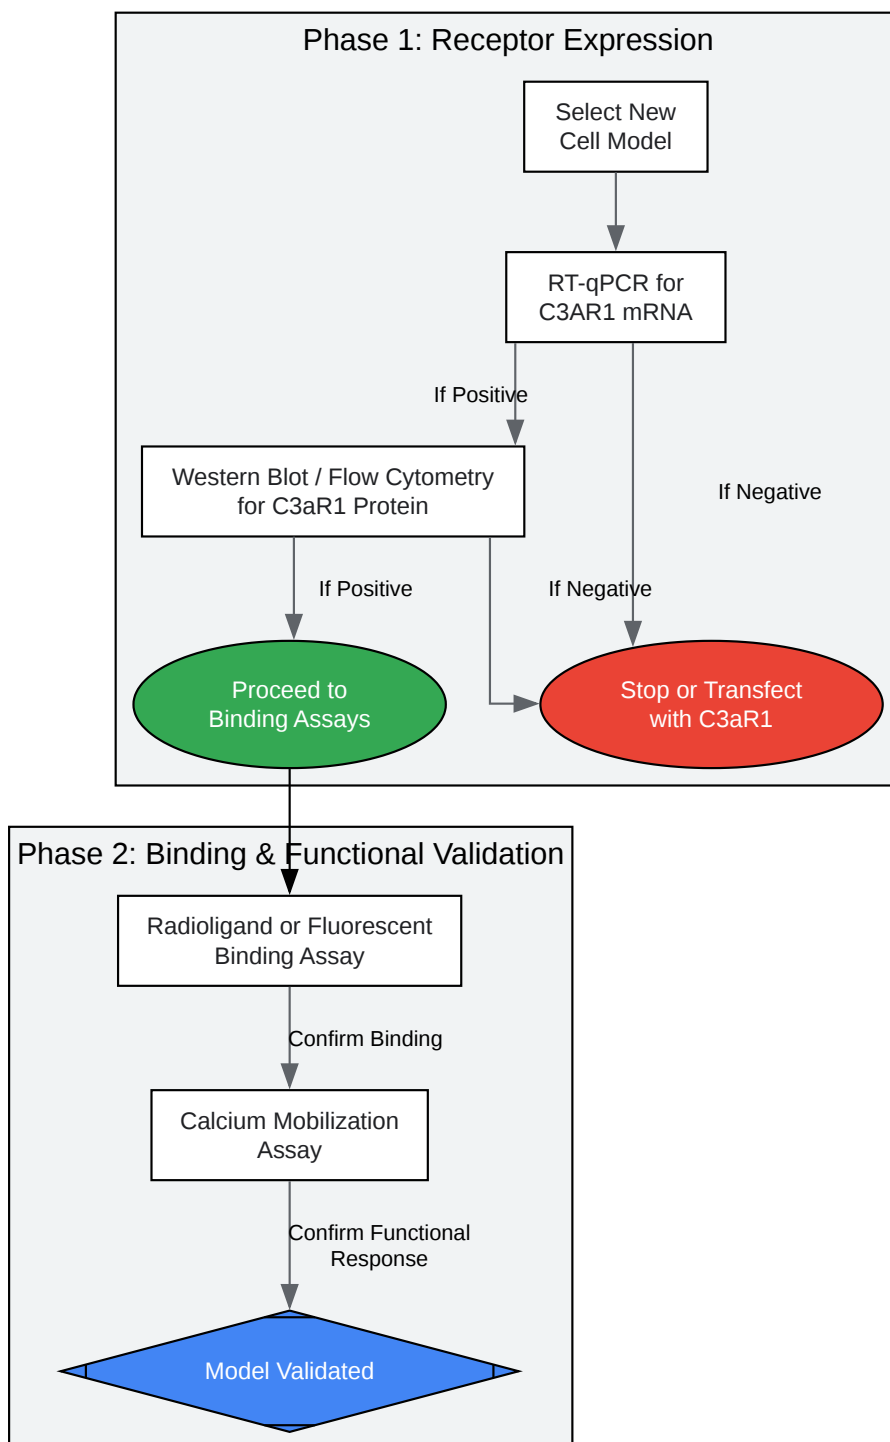 Phase 1: Receptor Expression
Select New
Cell Model
RT-qPCR for
C3AR1 mRNA
If Positive
Western Blot / Flow Cytometry
for C3aR1 Protein
If Negative
If Positive
If Negative
Proceed to
Binding Assays
Stop or Transfect
with C3aR1
Phase 2: Binding & Functional Validation
Radioligand or Fluorescent
Binding Assay
Confirm Binding
Calcium Mobilization
Assay
Confirm Functional
Response
Model Validated